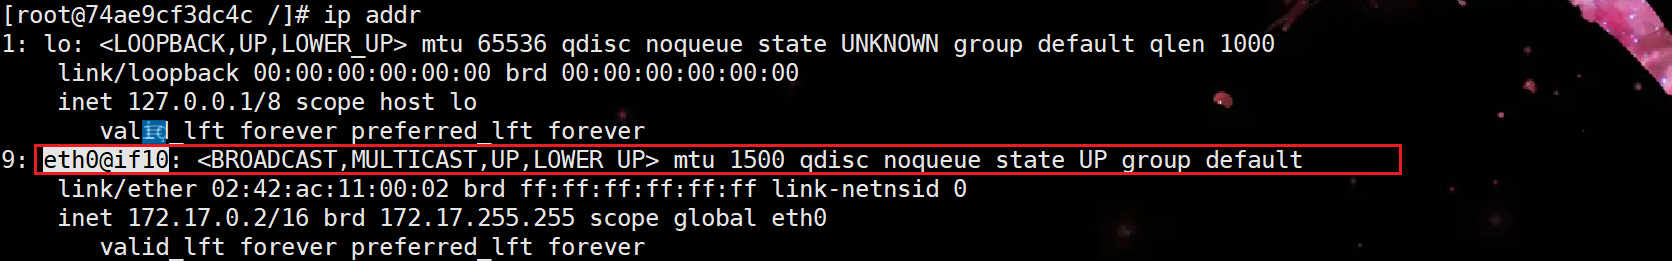 [root@74ae9cf3dc4c /]# ip addr
1: lo: <LOOPBACK,UP,LOWER_UP> mtu 65536 qdisc noqueue state UNKNOWN group default qlen 1000
    link/loopback 00:00:00:00:00:00 brd 00:00:00:00:00:00
    inet 127.0.0.1/8 scope host lo
       valid_lft forever preferred_lft forever
9: eth0@if10: <BROADCAST,MULTICAST,UP,LOWER_UP> mtu 1500 qdisc noqueue state UP group default
    link/ether 02:42:ac:11:00:02 brd ff:ff:ff:ff:ff:ff link-netnsid 0
    inet 172.17.0.2/16 brd 172.17.255.255 scope global eth0
       valid_lft forever preferred_lft forever